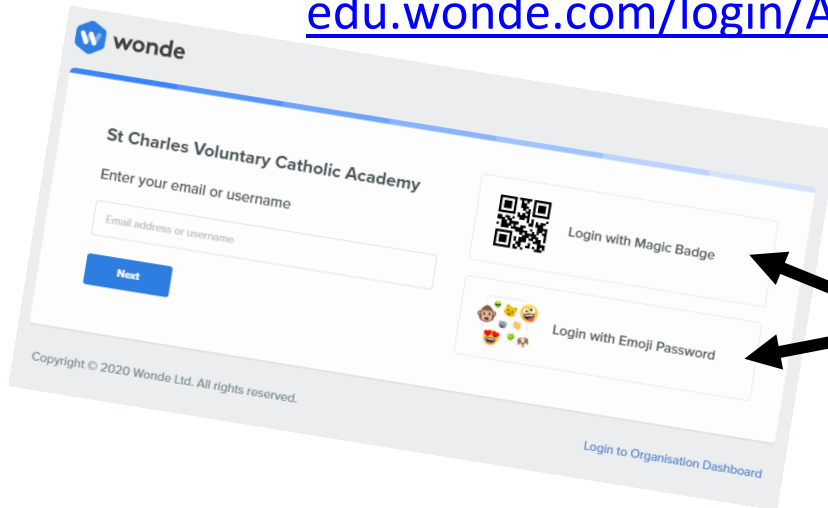 edu.wonde.com/login/A
wonde
St Charles Voluntary Catholic Academy
Enter your email or username
Email address or username
Next
Login with Magic Badge
Login with Emoji Password
Copyright © 2020 Wonde Ltd. All rights reserved.
Login to Organisation Dashboard